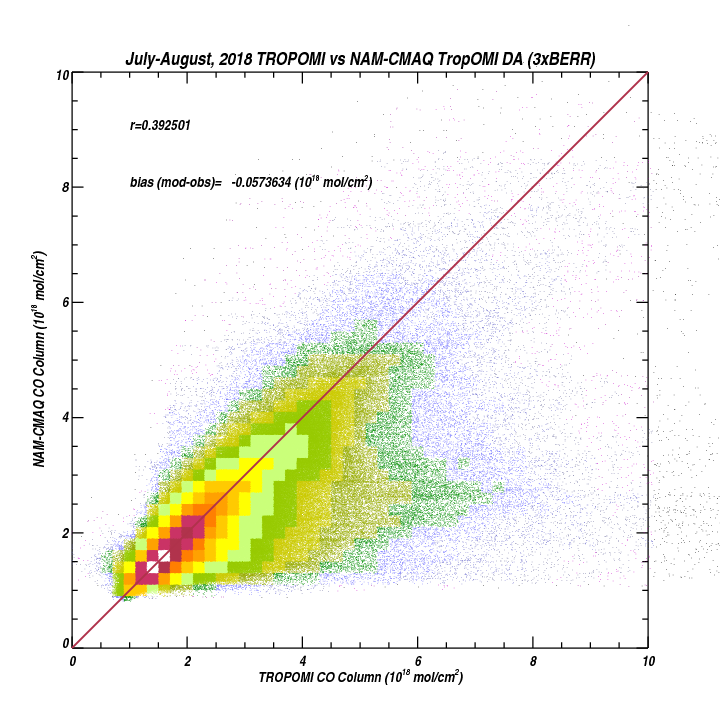 July-August, 2018 TROPOMI vs NAM-CMAQ TropOMI DA (3xBERR)
10
r=0.392501
bias (mod-obs)= -0.0573634 (10¹⁸ mol/cm²)
8
6
4
2
0
NAM-CMAQ CO Column (10¹⁸ mol/cm²)
0 2 4 6 8 10
TROPOMI CO Column (10¹⁸ mol/cm²)